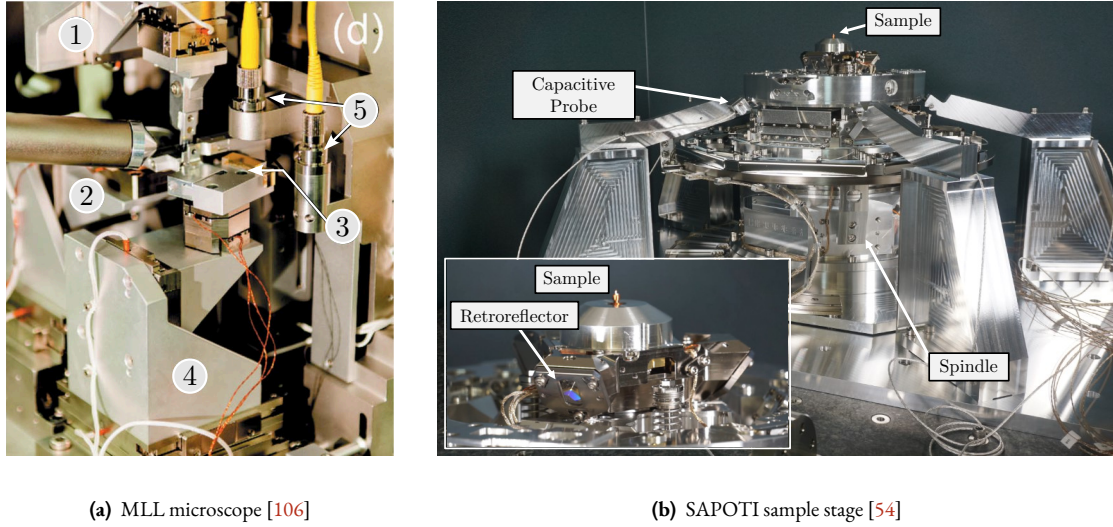 (d)
1
5
2
3
4
Sample
Capacitive
Probe
Sample
Retroreflector
Spindle
(a) MLL microscope [106]
(b) SAPOTI sample stage [54]